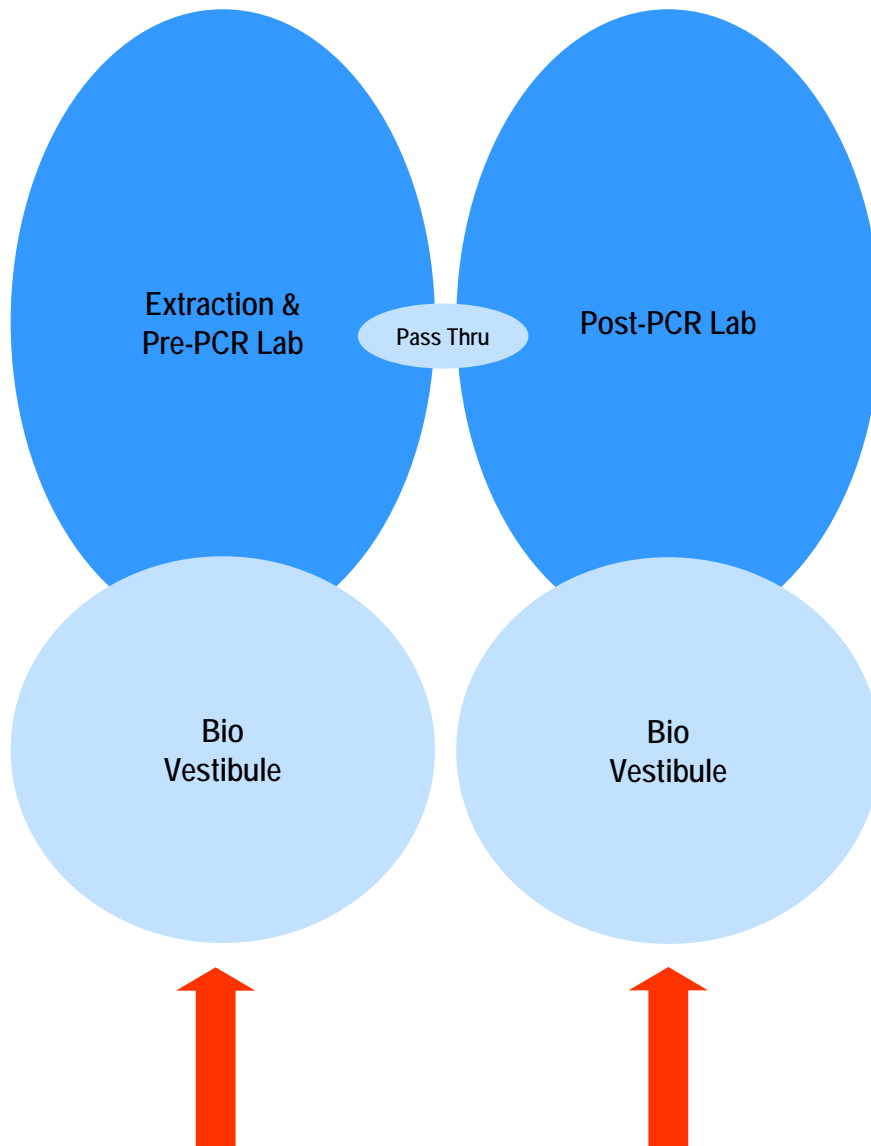 Extraction &
Pre-PCR Lab
Pass Thru
Post-PCR Lab
Bio
Vestibule
Bio
Vestibule